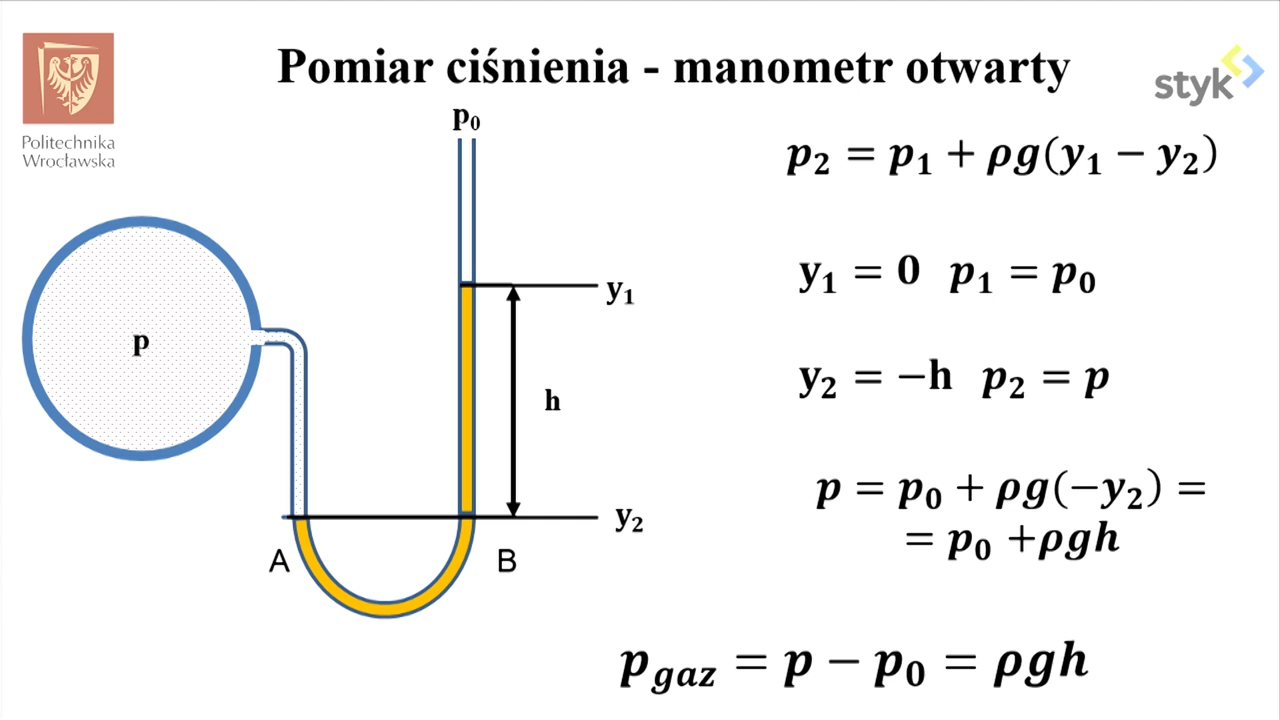 Pomiar ciśnienia - manometr otwarty
Politechnika
Wrocławska
styk
p₀
p₂ = p₁ + ρg(y₁ − y₂)
y₁ = 0 p₁ = p₀
y₁
p
y₂ = −h p₂ = p
h
p = p₀ + ρg(−y₂) =
= p₀ +ρgh
y₂
A
B
p_gaz = p − p₀ = ρgh